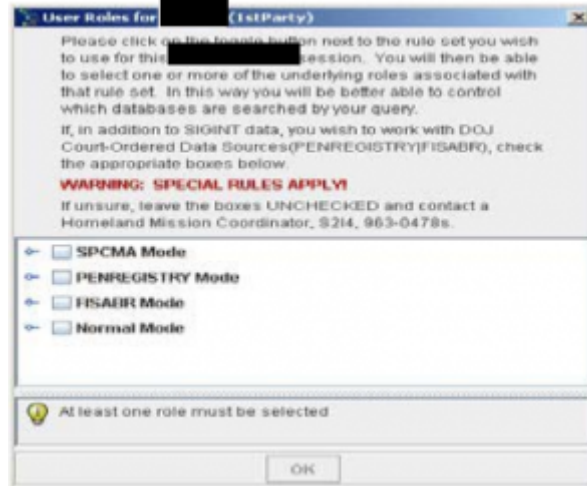 User Roles for (1stParty)
Please click on the toggle button next to the rule set you wish
to use for this session. You will then be able
to select one or more of the underlying roles associated with
that rule set. In this way you will be better able to control
which databases are searched by your query.
If, in addition to SIGINT data, you wish to work with DOJ
Court-Ordered Data Sources(PENREGISTRY|FISABR), check
the appropriate boxes below.
WARNING: SPECIAL RULES APPLY!
If unsure, leave the boxes UNCHECKED and contact a
Homeland Mission Coordinator, S2I4, 963-0478s.
SPCMA Mode
PENREGISTRY Mode
FISABR Mode
Normal Mode
At least one role must be selected
OK